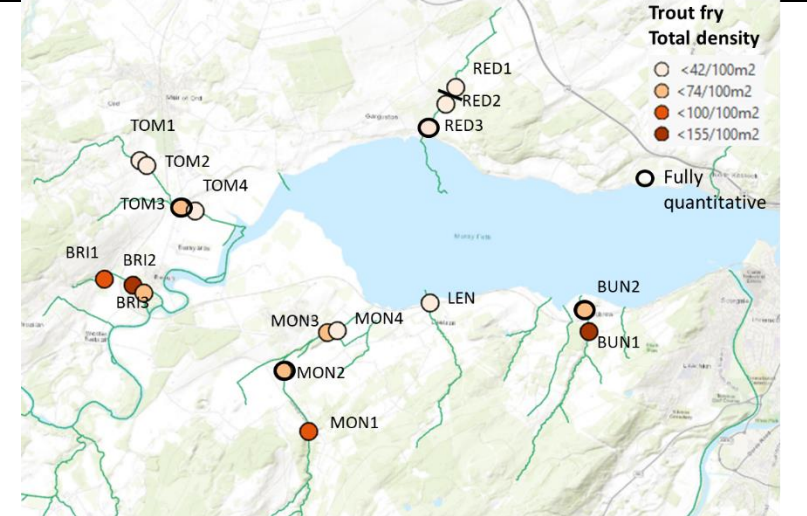 Trout fry
Total density
<42/100m2
<74/100m2
<100/100m2
<155/100m2
Fully
quantitative
RED1
RED2
RED3
TOM1
TOM2
TOM4
TOM3
BRI1
BRI2
BRI3
LEN
BUN2
BUN1
MON3
MON4
MON2
MON1